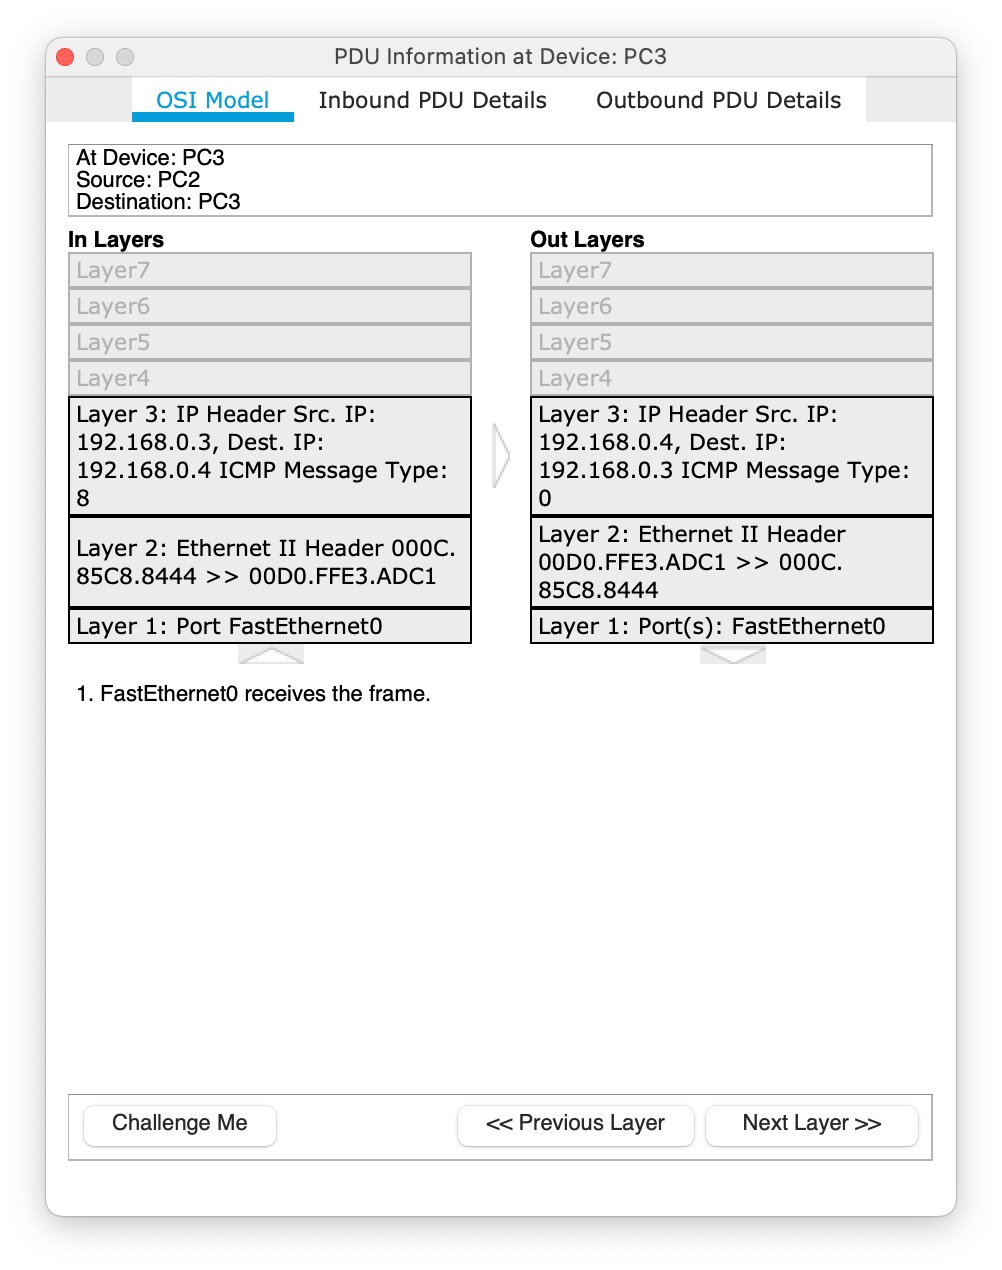 PDU Information at Device: PC3
OSI Model
Inbound PDU Details
Outbound PDU Details
At Device: PC3
Source: PC2
Destination: PC3
In Layers
Layer7
Layer6
Layer5
Layer4
Layer 3: IP Header Src. IP:
192.168.0.3, Dest. IP:
192.168.0.4 ICMP Message Type:
8
Layer 2: Ethernet II Header 000C.
85C8.8444 >> 00D0.FFE3.ADC1
Layer 1: Port FastEthernet0
Out Layers
Layer7
Layer6
Layer5
Layer4
Layer 3: IP Header Src. IP:
192.168.0.4, Dest. IP:
192.168.0.3 ICMP Message Type:
0
Layer 2: Ethernet II Header
00D0.FFE3.ADC1 >> 000C.
85C8.8444
Layer 1: Port(s): FastEthernet0
1. FastEthernet0 receives the frame.
Challenge Me
<< Previous Layer
Next Layer >>